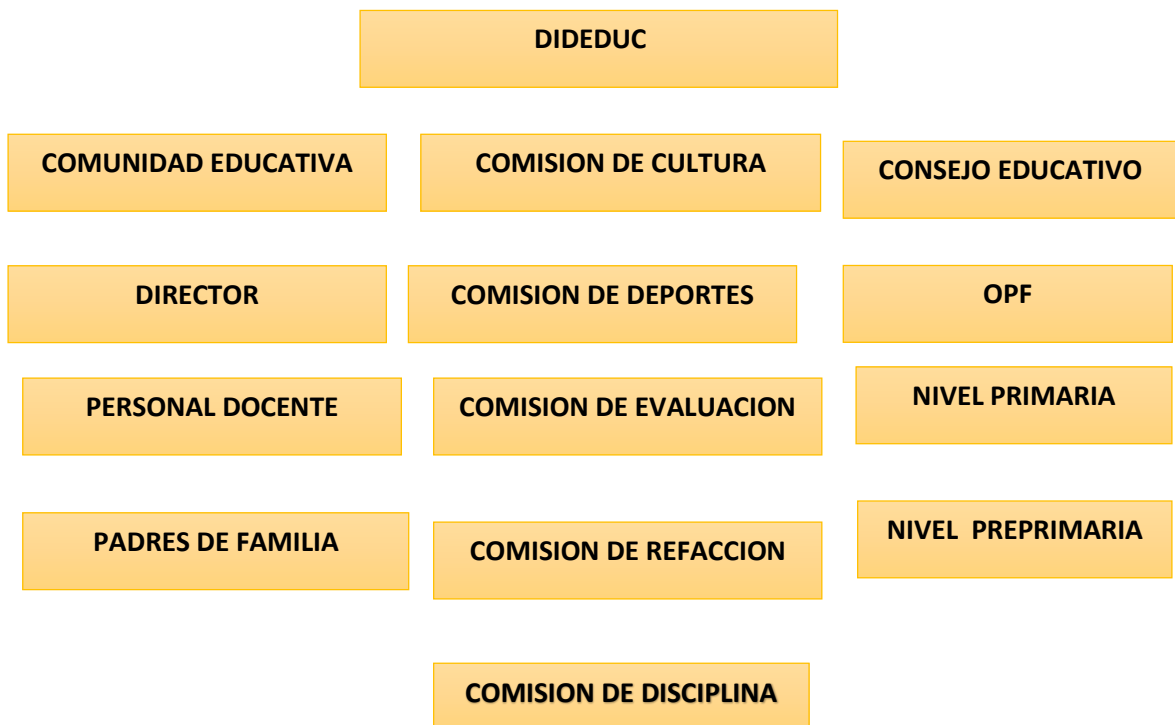 DIDEDUC
COMUNIDAD EDUCATIVA
COMISION DE CULTURA
CONSEJO EDUCATIVO
DIRECTOR
COMISION DE DEPORTES
OPF
PERSONAL DOCENTE
COMISION DE EVALUACION
NIVEL PRIMARIA
PADRES DE FAMILIA
COMISION DE REFACCION
NIVEL PREPRIMARIA
COMISION DE DISCIPLINA